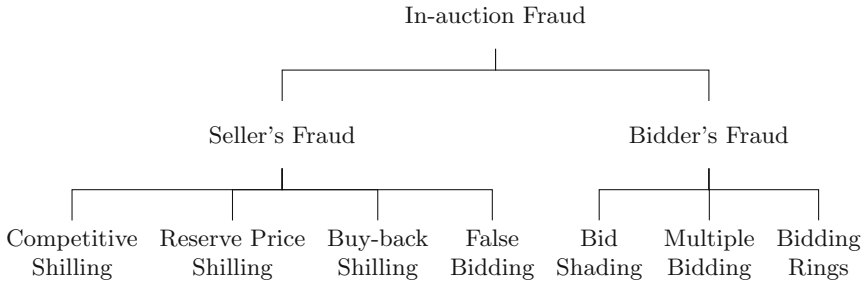 In-auction Fraud
Seller's Fraud
Bidder's Fraud
Competitive
Shilling
Reserve Price
Shilling
Buy-back
Shilling
False
Bidding
Bid
Shading
Multiple
Bidding
Bidding
Rings